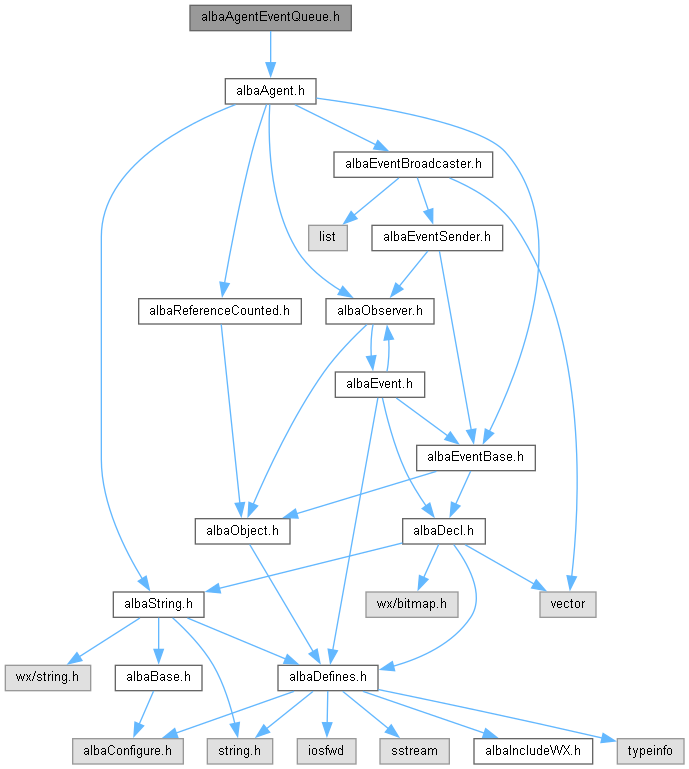 albaAgentEventQueue.h
albaAgent.h
albaEventBroadcaster.h
list
albaEventSender.h
albaReferenceCounted.h
albaObserver.h
albaEvent.h
albaEventBase.h
albaObject.h
albaDecl.h
albaString.h
wx/bitmap.h
vector
wx/string.h
albaBase.h
albaDefines.h
albaConfigure.h
string.h
iosfwd
sstream
albaIncludeWX.h
typeinfo